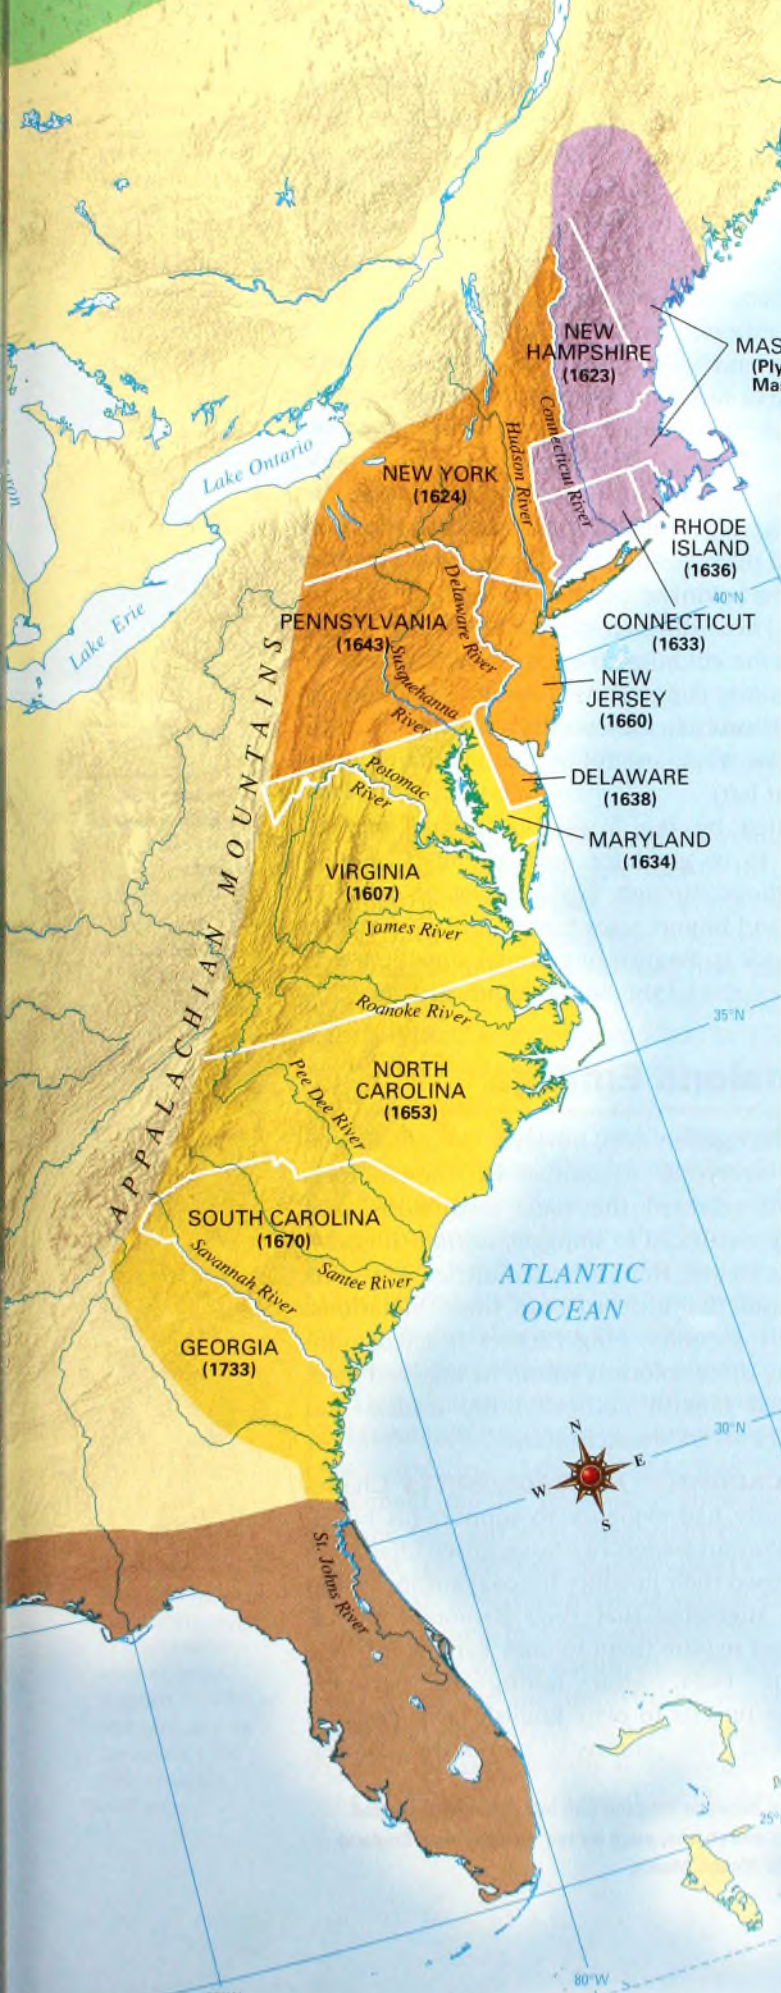 NEW
HAMPSHIRE
(1623)
MAS
(Ply
Mas
Connecticut River
Hudson River
Lake Ontario
NEW YORK
(1624)
RHODE
ISLAND
(1636)
40°N
Lake Erie
Delaware River
PENNSYLVANIA
(1643)
CONNECTICUT
(1633)
Susquehanna
River
NEW
JERSEY
(1660)
Potomac
River
DELAWARE
(1638)
MARYLAND
(1634)
APPALACHIAN MOUNTAINS
VIRGINIA
(1607)
James River
Roanoke River
35°N
NORTH
CAROLINA
(1653)
Pee Dee River
SOUTH CAROLINA
(1670)
Santee River
Savannah River
ATLANTIC
OCEAN
GEORGIA
(1733)
30°N
N
E
W
S
St. Johns River
25°
80°W